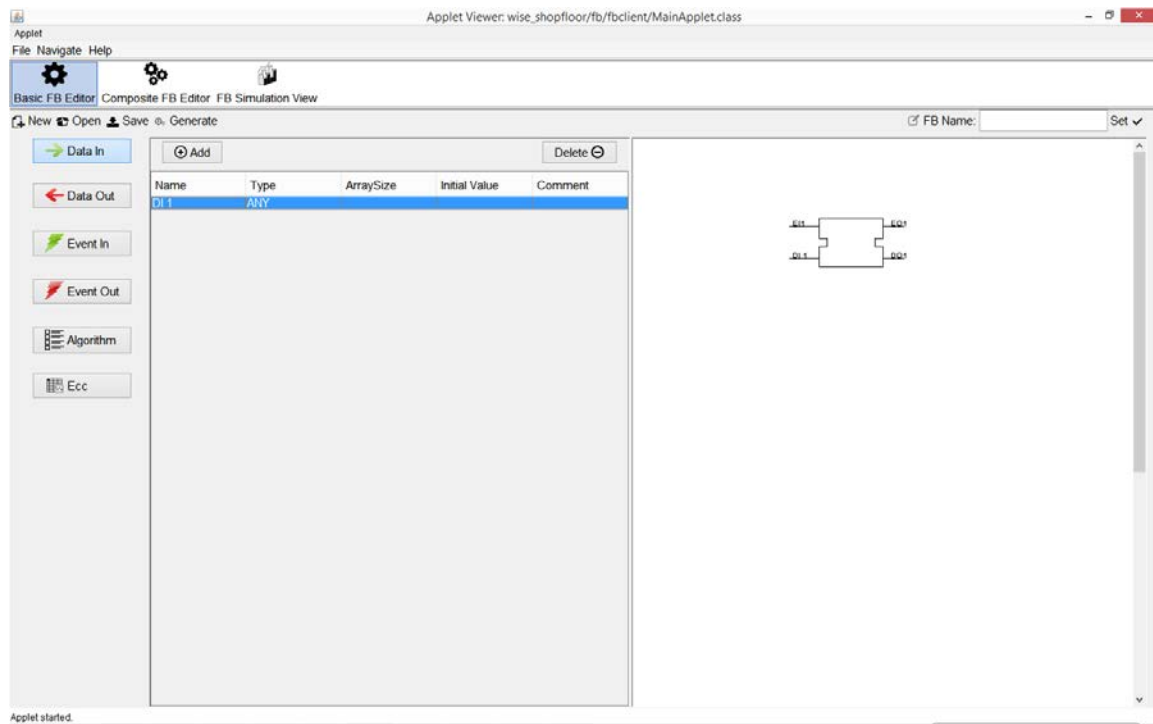 Applet Viewer: wise_shopfloor/fb/fbclient/MainApplet.class
Applet
File Navigate Help
Basic FB Editor Composite FB Editor FB Simulation View
New Open Save Generate FB Name: Set
Data In Add Delete
Name Type ArraySize Initial Value Comment
DI.1 ANY
Data Out
Event In
Event Out
Algorithm
Ecc
EI1 EO1
DI.1 DO1
Applet started.